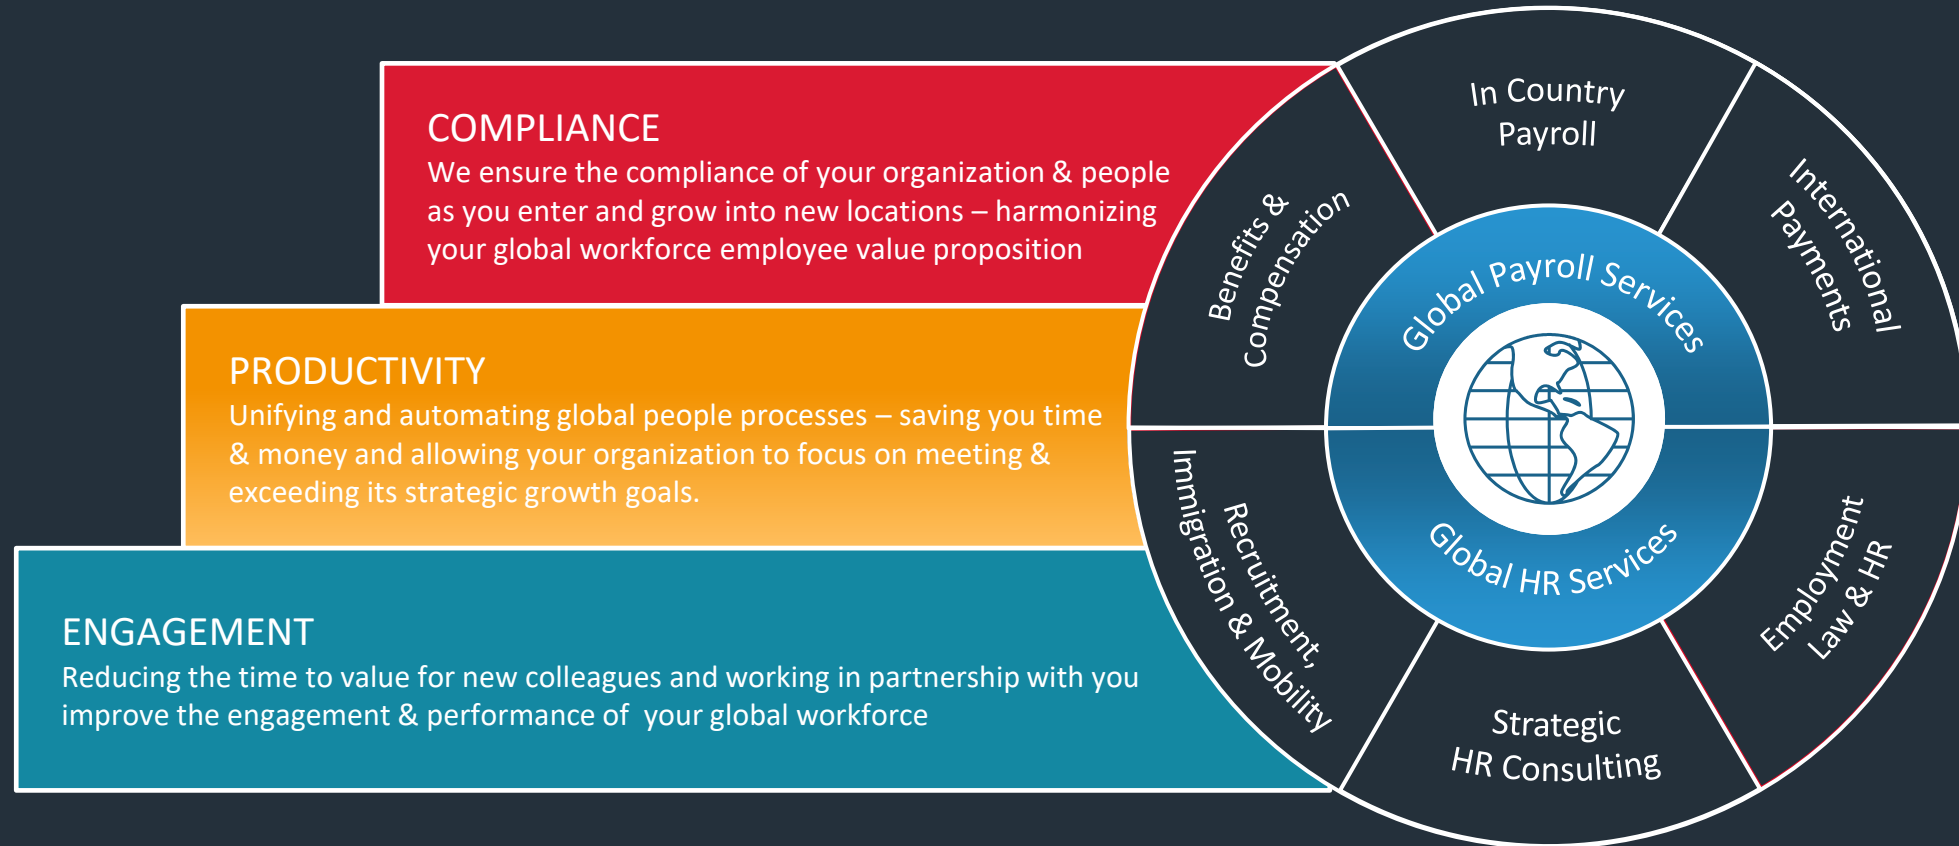 COMPLIANCE
We ensure the compliance of your organization & people
as you enter and grow into new locations – harmonizing
your global workforce employee value proposition
PRODUCTIVITY
Unifying and automating global people processes – saving you time
& money and allowing your organization to focus on meeting &
exceeding its strategic growth goals.
ENGAGEMENT
Reducing the time to value for new colleagues and working in partnership with you
improve the engagement & performance of  your global workforce
Benefits &
Compensation
In Country
Payroll
International
Payments
Global Payroll Services
Global HR Services
Recruitment,
Immigration & Mobility
Strategic
HR Consulting
Employment
Law & HR